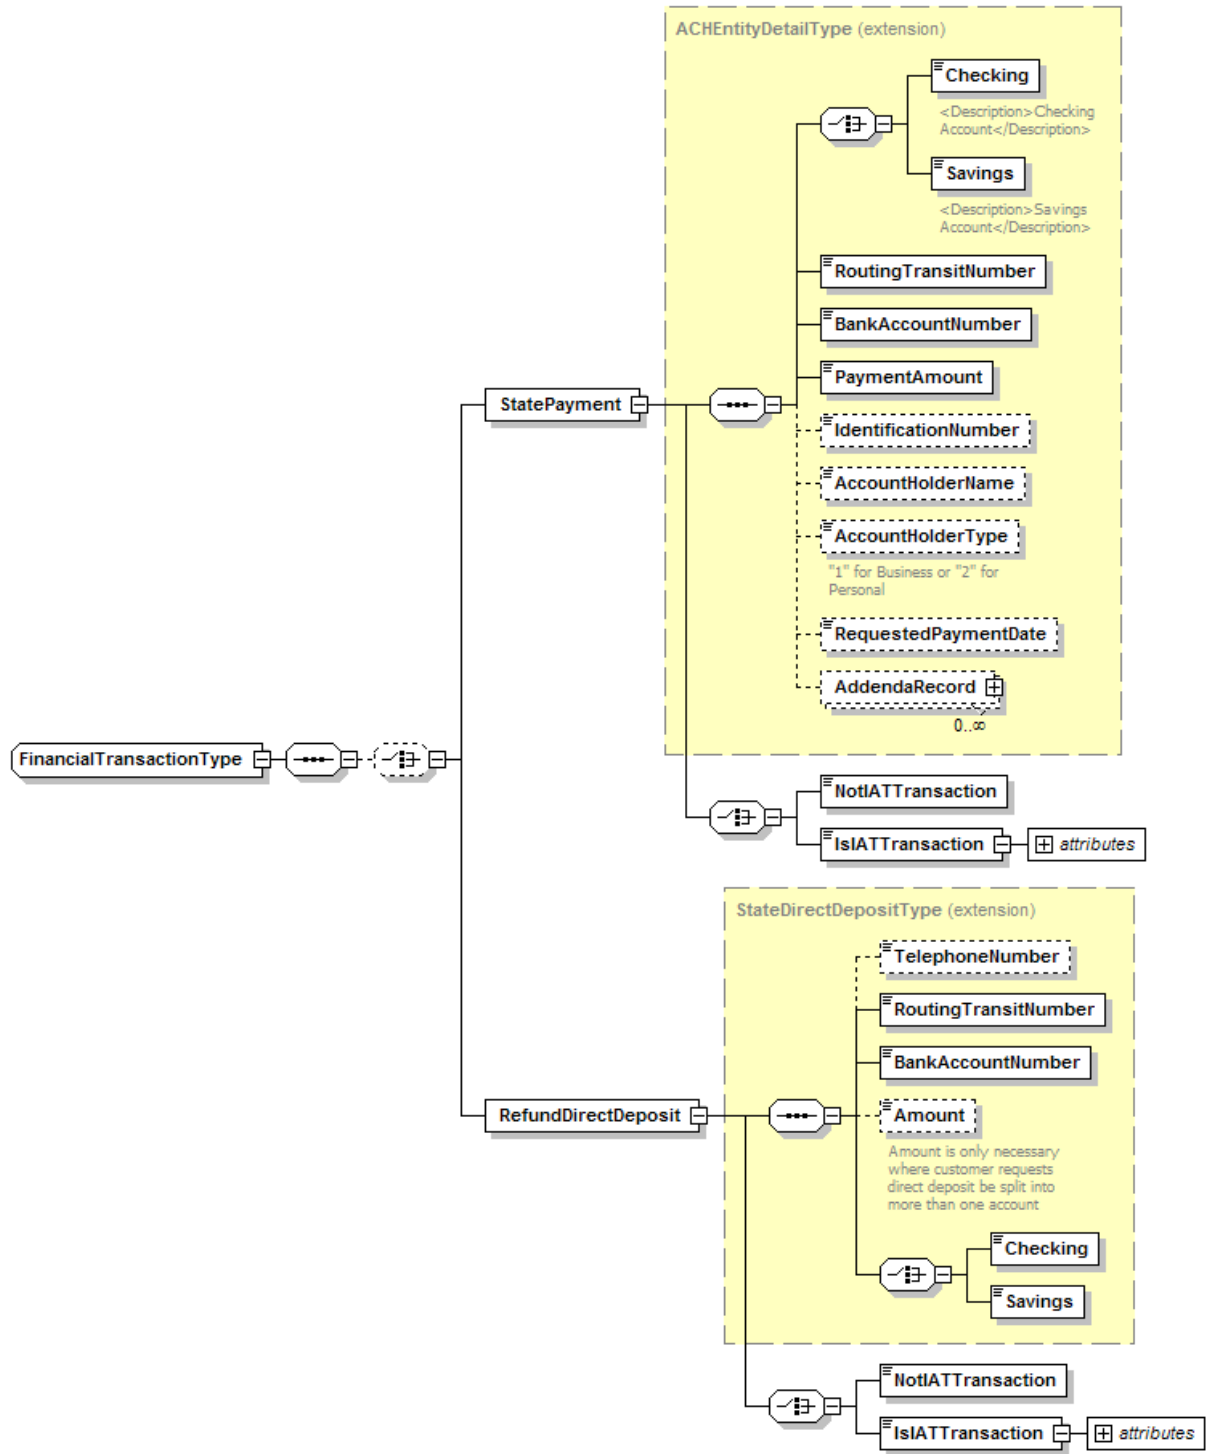 ACHEntityDetailType (extension)
Checking
<Description>Checking
Account</Description>
Savings
<Description>Savings
Account</Description>
RoutingTransitNumber
BankAccountNumber
PaymentAmount
StatePayment
IdentificationNumber
AccountHolderName
AccountHolderType
"1" for Business or "2" for
Personal
RequestedPaymentDate
AddendaRecord
0..∞
FinancialTransactionType
NotIATTransaction
IsIATTransaction
attributes
StateDirectDepositType (extension)
TelephoneNumber
RoutingTransitNumber
BankAccountNumber
RefundDirectDeposit
Amount
Amount is only necessary
where customer requests
direct deposit be split into
more than one account
Checking
Savings
NotIATTransaction
IsIATTransaction
attributes